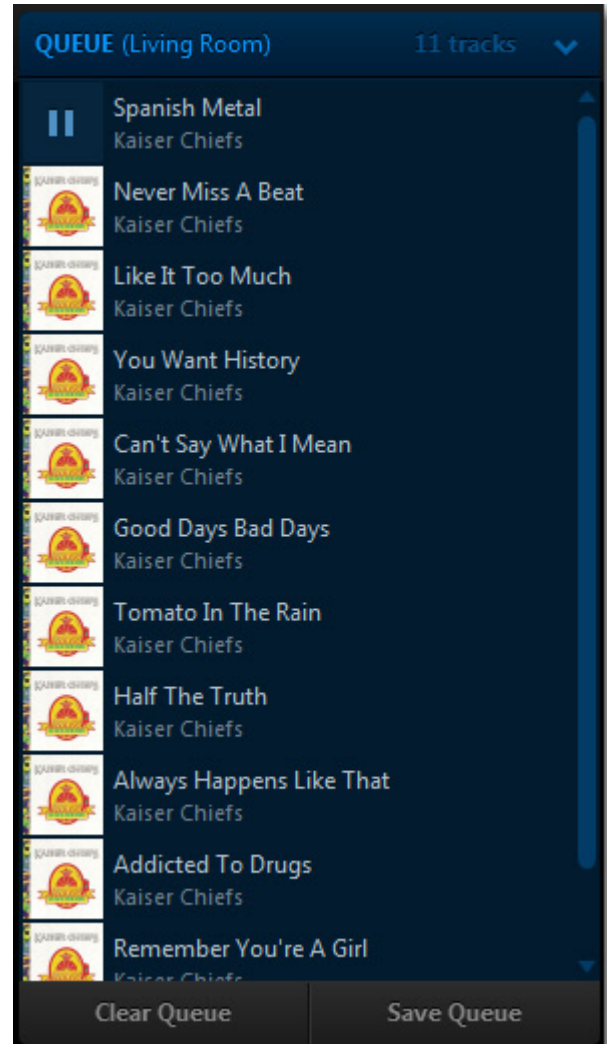 QUEUE (Living Room) 11 tracks
Spanish Metal
Kaiser Chiefs
Never Miss A Beat
Kaiser Chiefs
Like It Too Much
Kaiser Chiefs
You Want History
Kaiser Chiefs
Can't Say What I Mean
Kaiser Chiefs
Good Days Bad Days
Kaiser Chiefs
Tomato In The Rain
Kaiser Chiefs
Half The Truth
Kaiser Chiefs
Always Happens Like That
Kaiser Chiefs
Addicted To Drugs
Kaiser Chiefs
Remember You're A Girl
Kaiser Chiefs
Clear Queue Save Queue